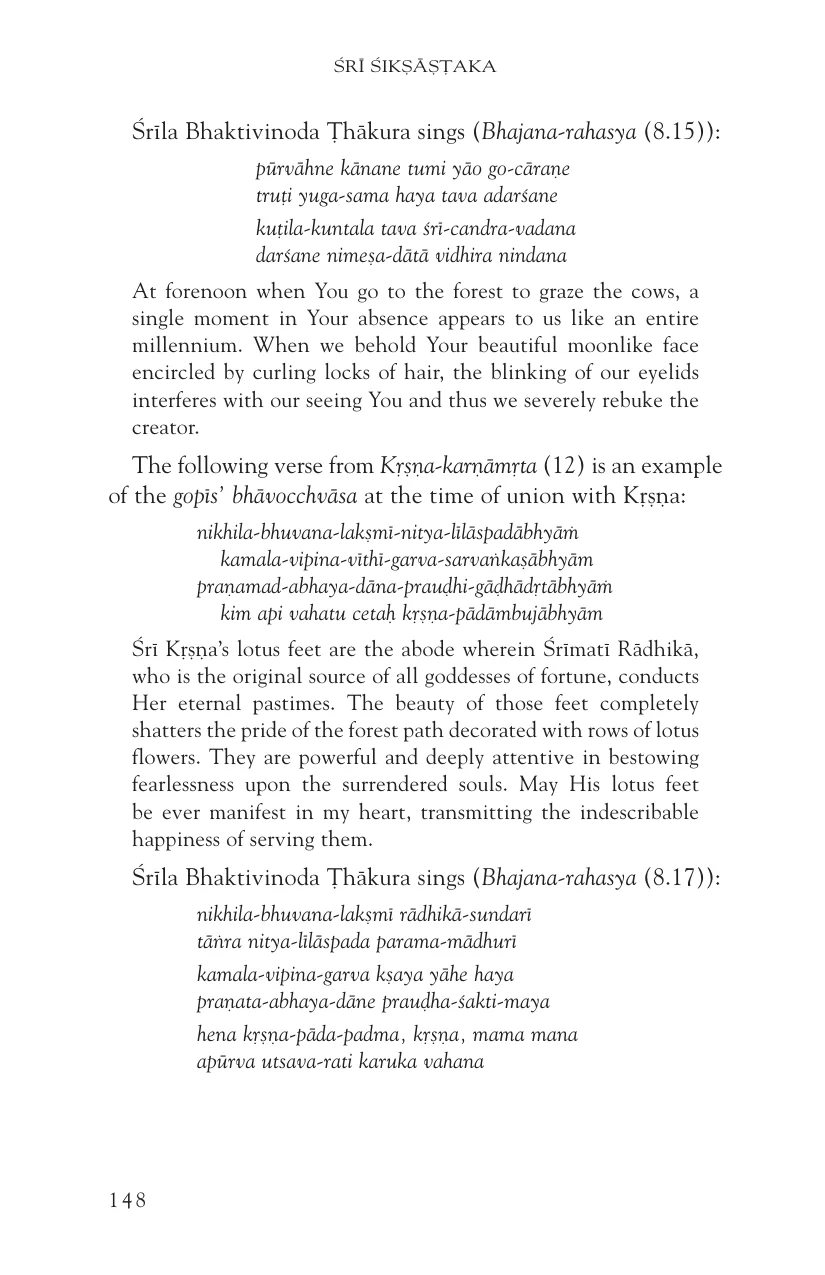 ŚRĪ ŚIKṢĀṢṬAKA
Śrīla Bhaktivinoda Ṭhākura sings (Bhajana-rahasya (8.15)):
pūrvāhne kānane tumi yāo go-cāraṇe
truṭi yuga-sama haya tava adarśane
kuṭila-kuntala tava śrī-candra-vadana
darśane nimeṣa-dātā vidhira nindana
At forenoon when You go to the forest to graze the cows, a
single moment in Your absence appears to us like an entire
millennium. When we behold Your beautiful moonlike face
encircled by curling locks of hair, the blinking of our eyelids
interferes with our seeing You and thus we severely rebuke the
creator.
The following verse from Kṛṣṇa-karṇāmṛta (12) is an example
of the gopīs’ bhāvocchvāsa at the time of union with Kṛṣṇa:
nikhila-bhuvana-lakṣmī-nitya-līlāspadābhyāṁ
kamala-vipina-vīthī-garva-sarvaṅkaṣābhyām
praṇamad-abhaya-dāna-prauḍhi-gāḍhādṛtābhyāṁ
kim api vahatu cetaḥ kṛṣṇa-pādāmbujābhyām
Śrī Kṛṣṇa’s lotus feet are the abode wherein Śrīmatī Rādhikā,
who is the original source of all goddesses of fortune, conducts
Her eternal pastimes. The beauty of those feet completely
shatters the pride of the forest path decorated with rows of lotus
flowers. They are powerful and deeply attentive in bestowing
fearlessness upon the surrendered souls. May His lotus feet
be ever manifest in my heart, transmitting the indescribable
happiness of serving them.
Śrīla Bhaktivinoda Ṭhākura sings (Bhajana-rahasya (8.17)):
nikhila-bhuvana-lakṣmī rādhikā-sundarī
tāṅra nitya-līlāspada parama-mādhurī
kamala-vipina-garva kṣaya yāhe haya
praṇata-abhaya-dāne prauḍha-śakti-maya
hena kṛṣṇa-pāda-padma, kṛṣṇa, mama mana
apūrva utsava-rati karuka vahana
148